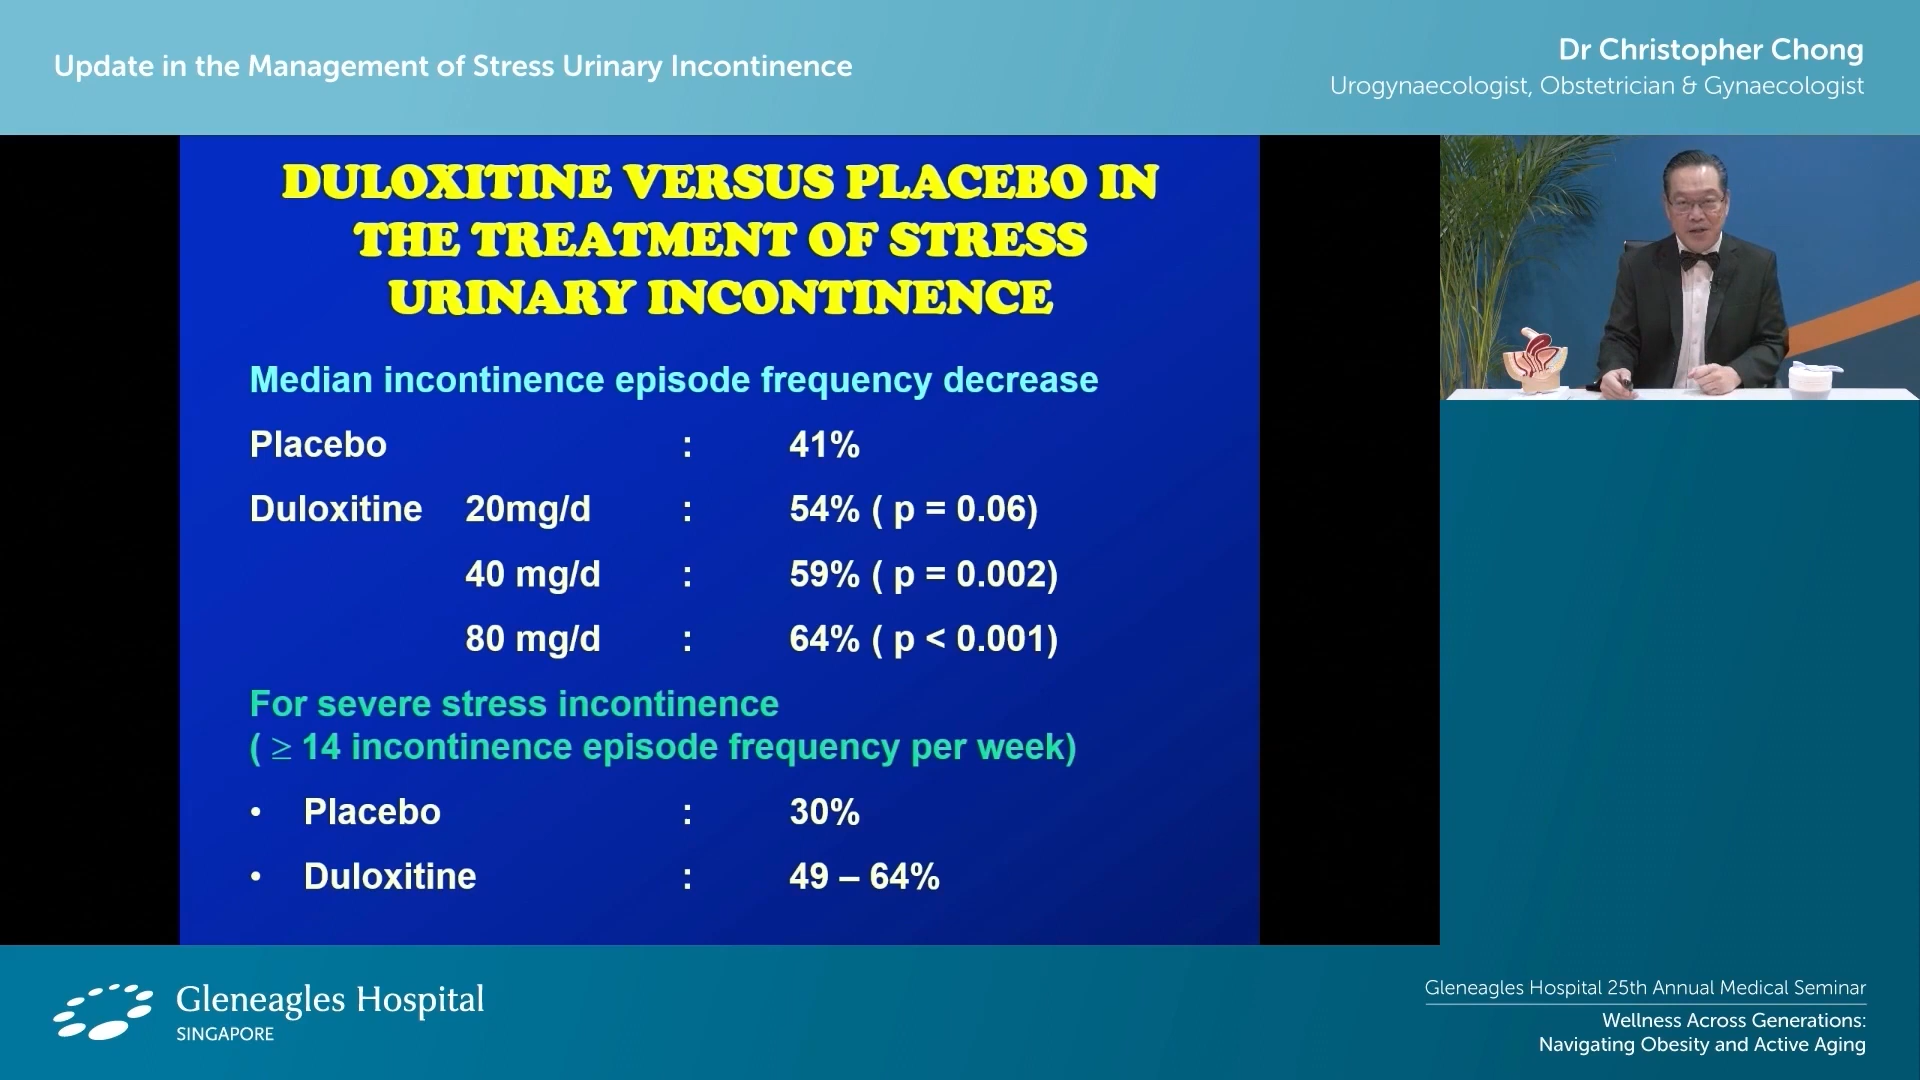 Update in the Management of Stress Urinary Incontinence
Dr Christopher Chong
Urogynaecologist, Obstetrician & Gynaecologist
DULOXITINE VERSUS PLACEBO IN
THE TREATMENT OF STRESS
URINARY INCONTINENCE
Median incontinence episode frequency decrease
Placebo : 41%
Duloxitine 20mg/d : 54% ( p = 0.06)
40 mg/d : 59% ( p = 0.002)
80 mg/d : 64% ( p < 0.001)
For severe stress incontinence
( ≥ 14 incontinence episode frequency per week)
• Placebo : 30%
• Duloxitine : 49 – 64%
Gleneagles Hospital
SINGAPORE
Gleneagles Hospital 25th Annual Medical Seminar
Wellness Across Generations:
Navigating Obesity and Active Aging